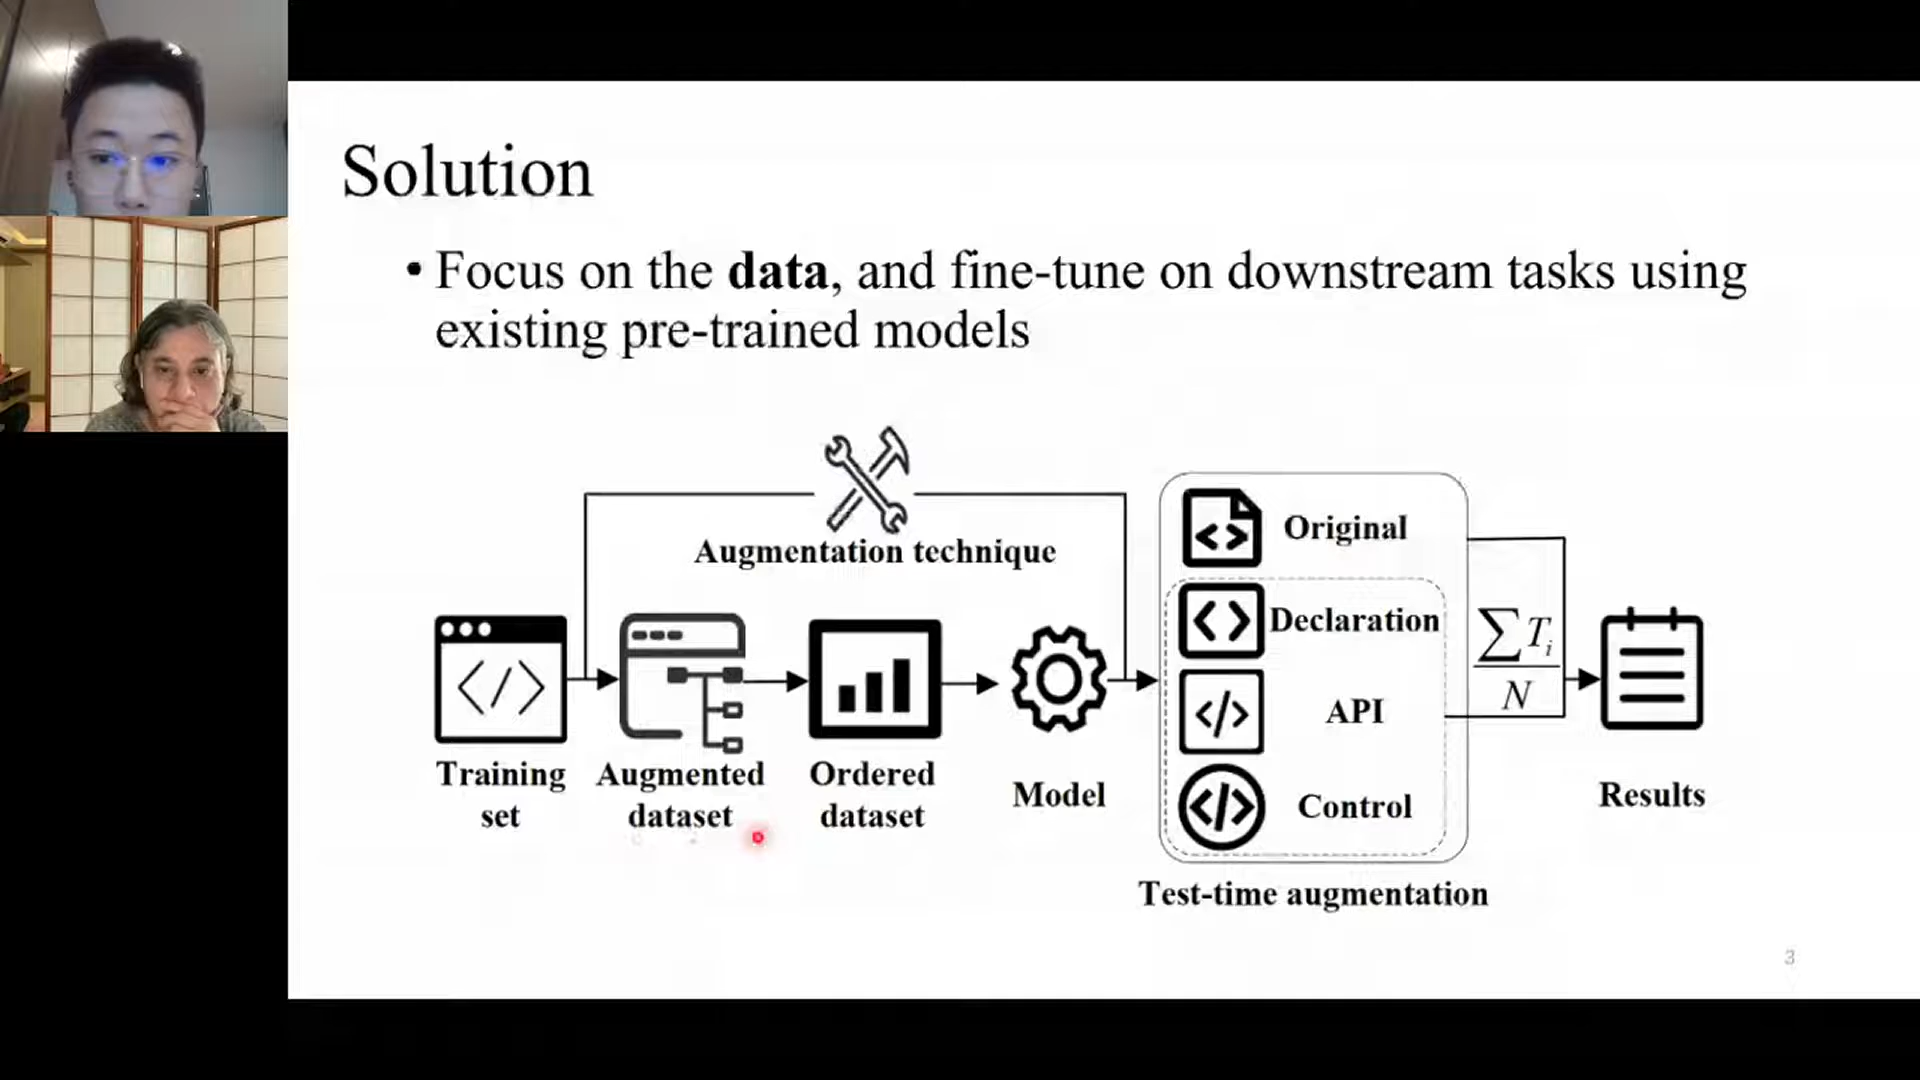 Solution
• Focus on the data, and fine-tune on downstream tasks using
existing pre-trained models
Augmentation technique
Training
set
Augmented
dataset
Ordered
dataset
Model
Original
Declaration
API
Control
Test-time augmentation
∑T_i
N
Results
3